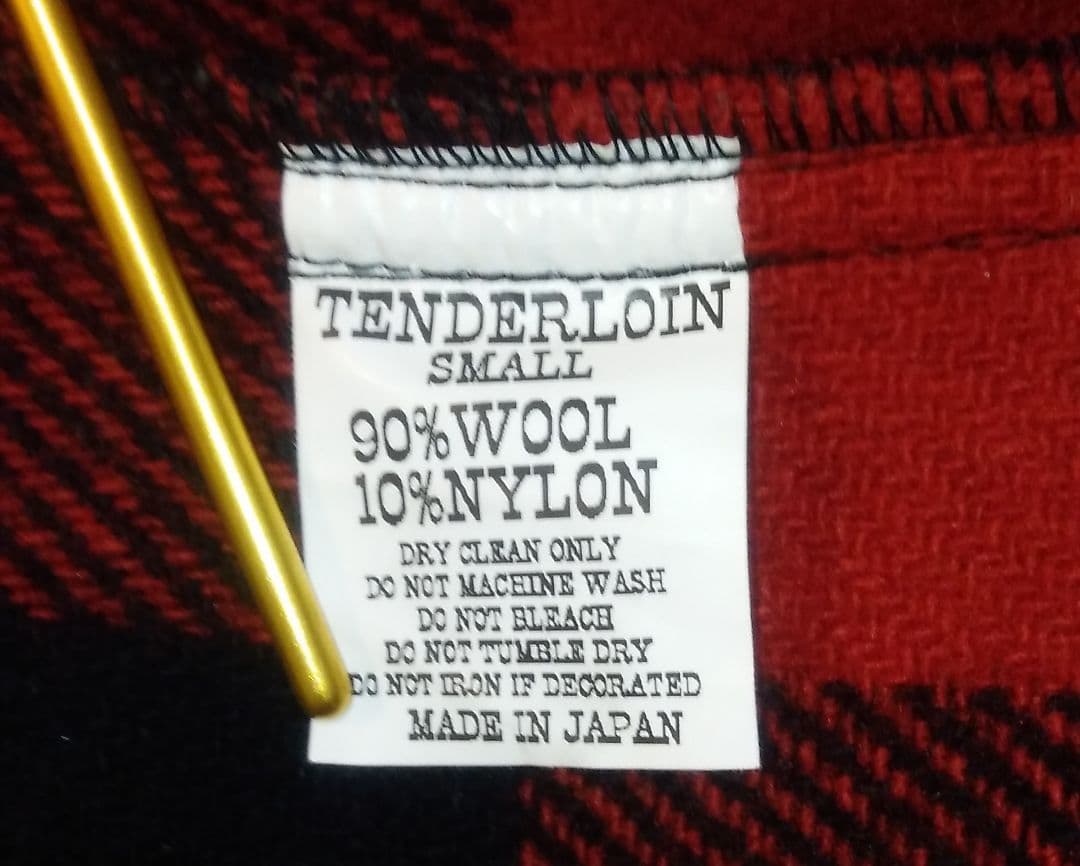 TENDERLOIN
SMALL
90%WOOL
10%NYLON
DRY CLEAN ONLY
DO NOT MACHINE WASH
DO NOT BLEACH
DO NOT TUMBLE DRY
DO NOT IRON IF DECORATED
MADE IN JAPAN